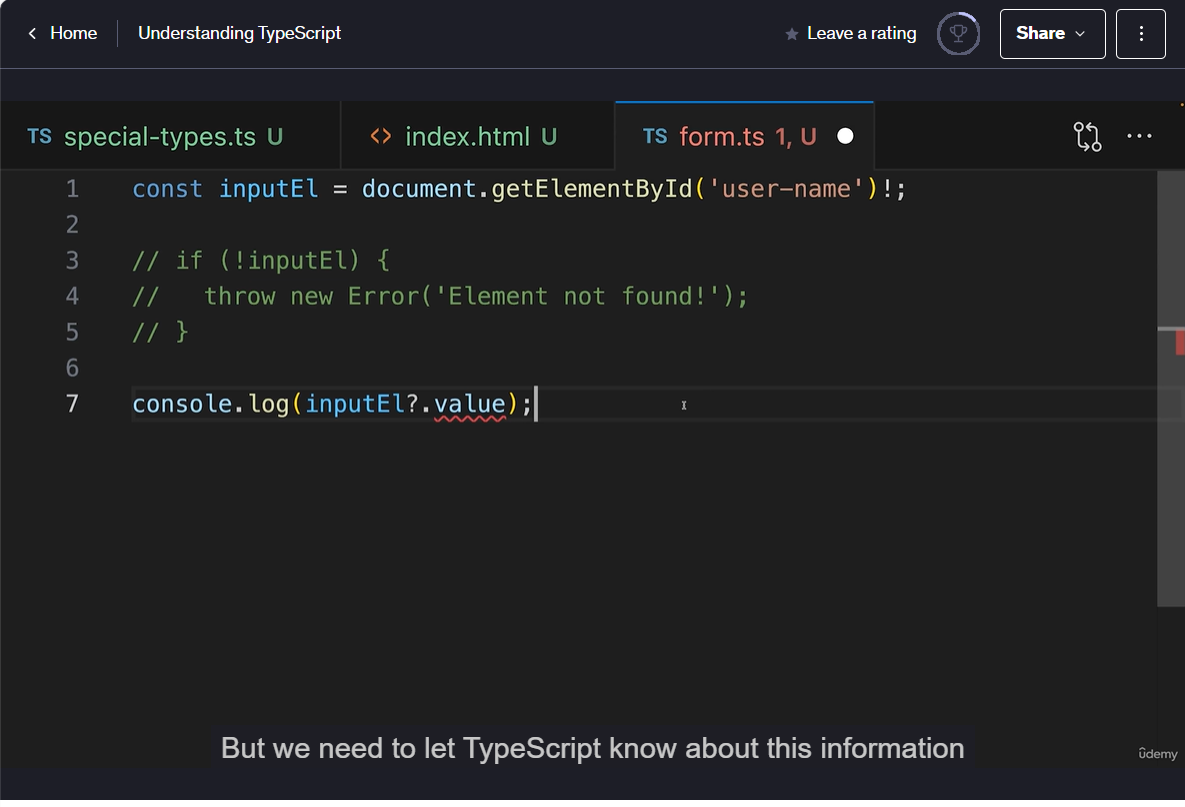 Home Understanding TypeScript Leave a rating Share
TS special-types.ts U <> index.html U TS form.ts 1, U
1 const inputEl = document.getElementById('user-name')!;
2
3 // if (!inputEl) {
4 //   throw new Error('Element not found!');
5 // }
6
7 console.log(inputEl?.value);
But we need to let TypeScript know about this information
ûdemy